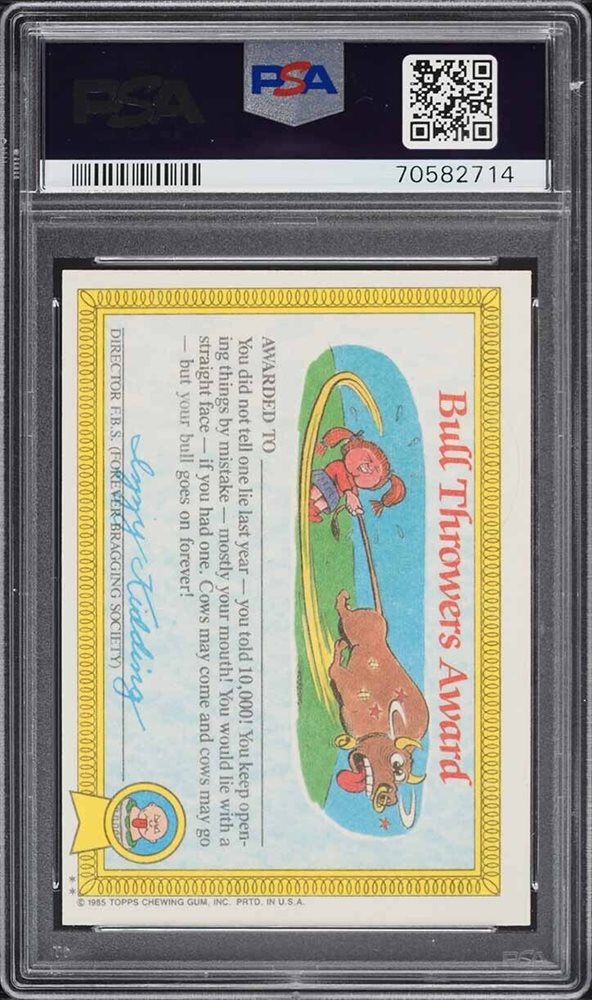 PSA
PSA
70582714
Bull Throwers Award
AWARDED TO
You did not tell one lie last year — you told 10,000! You keep open-
ing things by mistake — mostly your mouth! You would lie with a
straight face — if you had one. Cows may come and cows may go
— but your bull goes on forever!
Izzy Kidding
DIRECTOR F.B.S. (FOREVER BRAGGING SOCIETY)
** © 1985 TOPPS CHEWING GUM, INC. PRTD. IN U.S.A.
PSA